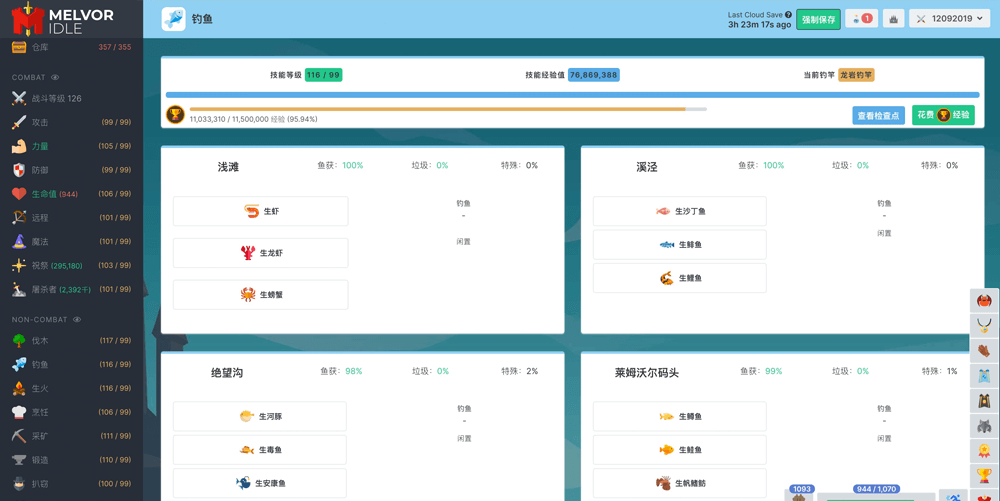 MELVOR
IDLE
仓库 357 / 355
COMBAT
战斗等级 126
攻击 (99 / 99)
力量 (105 / 99)
防御 (99 / 99)
生命值 (944) (106 / 99)
远程 (101 / 99)
魔法 (101 / 99)
祝祭 (295,180) (103 / 99)
屠杀者 (2,392千) (101 / 99)
NON-COMBAT
伐木 (117 / 99)
钓鱼 (116 / 99)
生火 (116 / 99)
烹饪 (106 / 99)
采矿 (111 / 99)
锻造 (110 / 99)
扒窃 (100 / 99)
钓鱼
Last Cloud Save
3h 23m 17s ago
强制保存
1
12092019
技能等级 116 / 99
技能经验值 76,869,388
当前钓竿 龙岩钓竿
11,033,310 / 11,500,000 经验 (95.94%)
查看检查点
花费 经验
浅滩 鱼获: 100% 垃圾: 0% 特殊: 0%
生虾
生龙虾
生螃蟹
钓鱼
-
闲置
溪泾 鱼获: 100% 垃圾: 0% 特殊: 0%
生沙丁鱼
生鲱鱼
生鲤鱼
钓鱼
-
闲置
绝望沟 鱼获: 98% 垃圾: 0% 特殊: 2%
生河豚
生毒鱼
生安康鱼
钓鱼
-
闲置
莱姆沃尔码头 鱼获: 99% 垃圾: 0% 特殊: 1%
生鳟鱼
生鲑鱼
生帆鳍鲂
钓鱼
-
闲置
1093
944 / 1,070